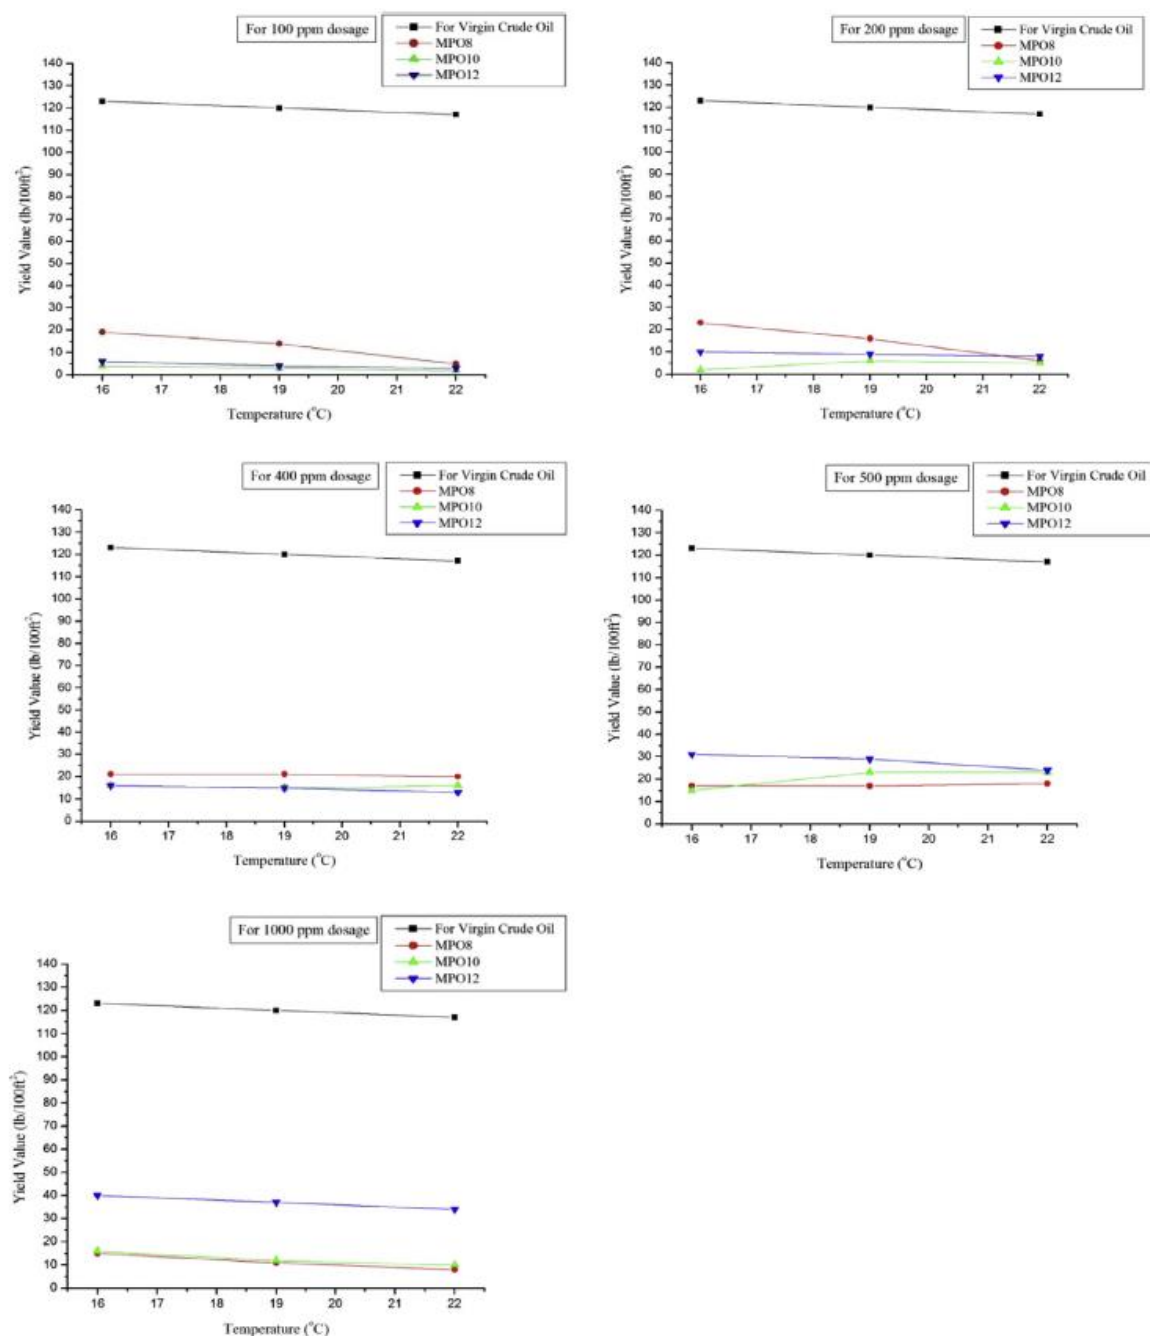 For 100 ppm dosage
For Virgin Crude Oil
MPO8
MPO10
MPO12
140
130
120
110
100
90
80
70
60
50
40
30
20
10
0
Yield Value (lb/100ft²)
16 17 18 19 20 21 22
Temperature (°C)
For 200 ppm dosage
For Virgin Crude Oil
MPO8
MPO10
MPO12
140
130
120
110
100
90
80
70
60
50
40
30
20
10
0
Yield Value (lb/100ft²)
16 17 18 19 20 21 22
Temperature (°C)
For 400 ppm dosage
For Virgin Crude Oil
MPO8
MPO10
MPO12
140
130
120
110
100
90
80
70
60
50
40
30
20
10
0
Yield Value (lb/100ft²)
16 17 18 19 20 21 22
Temperature (°C)
For 500 ppm dosage
For Virgin Crude Oil
MPO8
MPO10
MPO12
140
130
120
110
100
90
80
70
60
50
40
30
20
10
0
Yield Value (lb/100ft²)
16 17 18 19 20 21 22
Temperature (°C)
For 1000 ppm dosage
For Virgin Crude Oil
MPO8
MPO10
MPO12
140
130
120
110
100
90
80
70
60
50
40
30
20
10
0
Yield Value (lb/100ft²)
16 17 18 19 20 21 22
Temperature (°C)